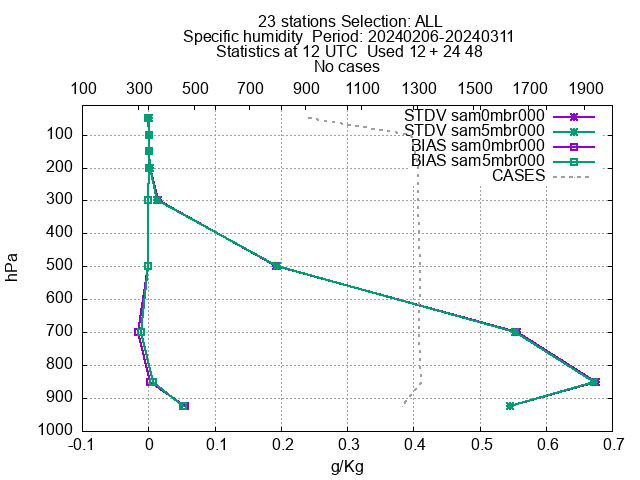 23 stations Selection: ALL
Specific humidity  Period: 20240206-20240311
Statistics at 12 UTC  Used 12 + 24 48
No cases
100 300 500 700 900 1100 1300 1500 1700 1900
STDV sam0mbr000
STDV sam5mbr000
BIAS sam0mbr000
BIAS sam5mbr000
CASES
100
200
300
400
500
600
700
800
900
1000
hPa
-0.1 0 0.1 0.2 0.3 0.4 0.5 0.6 0.7
g/Kg